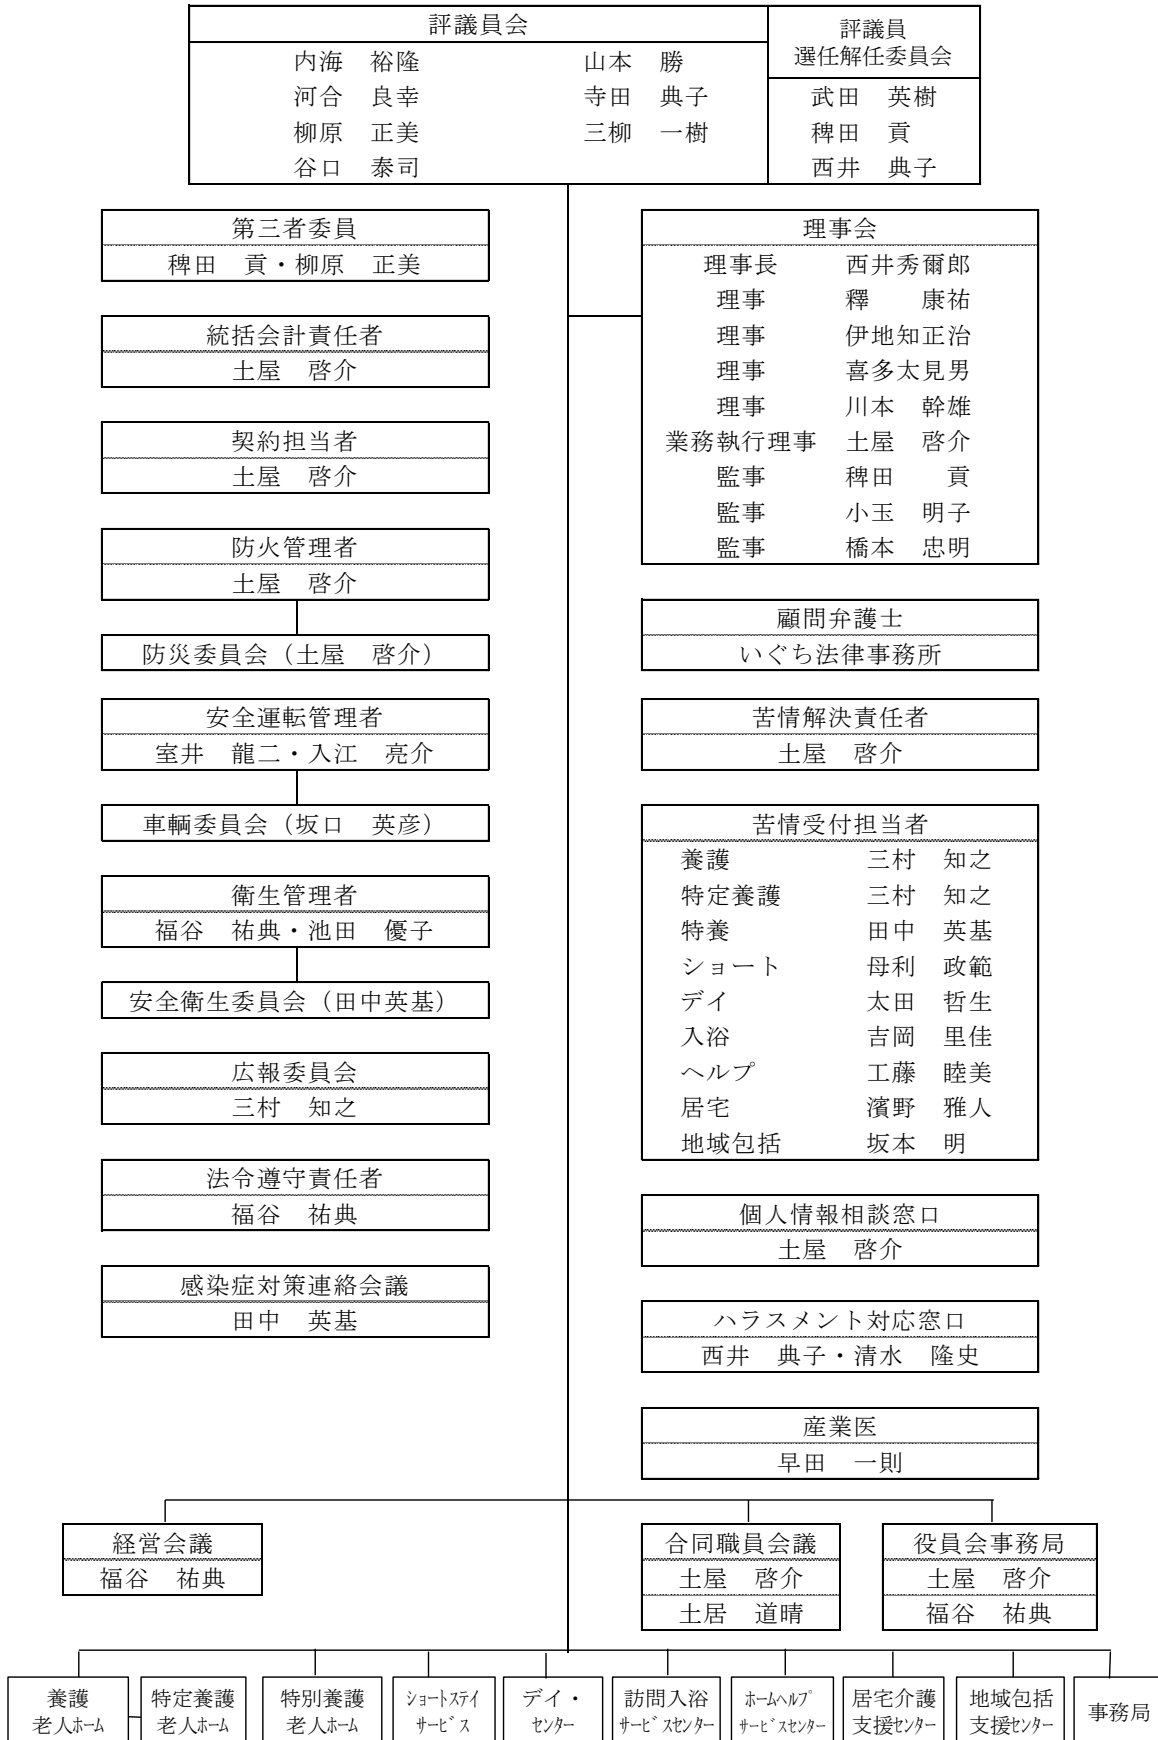 評議員会
内海　裕隆　山本　勝
河合　良幸　寺田　典子
柳原　正美　三柳　一樹
谷口　泰司
評議員
選任解任委員会
武田　英樹
稗田　貢
西井　典子
第三者委員
稗田　貢・柳原　正美
統括会計責任者
土屋　啓介
契約担当者
土屋　啓介
防火管理者
土屋　啓介
防災委員会（土屋　啓介）
安全運転管理者
室井　龍二・入江　亮介
車輌委員会（坂口　英彦）
衛生管理者
福谷　祐典・池田　優子
安全衛生委員会（田中英基）
広報委員会
三村　知之
法令遵守責任者
福谷　祐典
感染症対策連絡会議
田中　英基
理事会
理事長　西井秀爾郎
理事　釋　康祐
理事　伊地知正治
理事　喜多太見男
理事　川本　幹雄
業務執行理事　土屋　啓介
監事　稗田　貢
監事　小玉　明子
監事　橋本　忠明
顧問弁護士
いぐち法律事務所
苦情解決責任者
土屋　啓介
苦情受付担当者
養護　三村　知之
特定養護　三村　知之
特養　田中　英基
ショート　母利　政範
デイ　太田　哲生
入浴　吉岡　里佳
ヘルプ　工藤　睦美
居宅　濱野　雅人
地域包括　坂本　明
個人情報相談窓口
土屋　啓介
ハラスメント対応窓口
西井　典子・清水　隆史
産業医
早田　一則
経営会議
福谷　祐典
合同職員会議
土屋　啓介
土居　道晴
役員会事務局
土屋　啓介
福谷　祐典
養護
老人ホーム
特定養護
老人ホーム
特別養護
老人ホーム
ショートステイ
サービス
デイ・
センター
訪問入浴
サービスセンター
ホームヘルプ
サービスセンター
居宅介護
支援センター
地域包括
支援センター
事務局